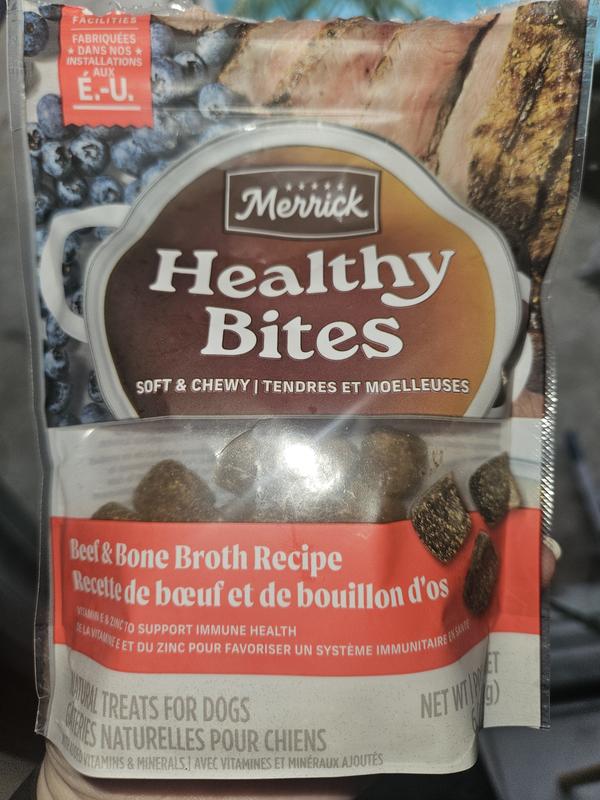 FACILITIES
FABRIQUÉES
★ DANS NOS ★
INSTALLATIONS
AUX
É.-U.
★★★★★
Merrick
Healthy
Bites
SOFT & CHEWY | TENDRES ET MOELLEUSES
Beef & Bone Broth Recipe
Recette de bœuf et de bouillon d'os
VITAMIN E & ZINC TO SUPPORT IMMUNE HEALTH
DE LA VITAMINE E ET DU ZINC POUR FAVORISER UN SYSTÈME IMMUNITAIRE EN SANTÉ
NATURAL TREATS FOR DOGS
NATURELLES POUR CHIENS
NET WT
ADDED VITAMINS & MINERALS | AVEC VITAMINES ET MINÉRAUX AJOUTÉS